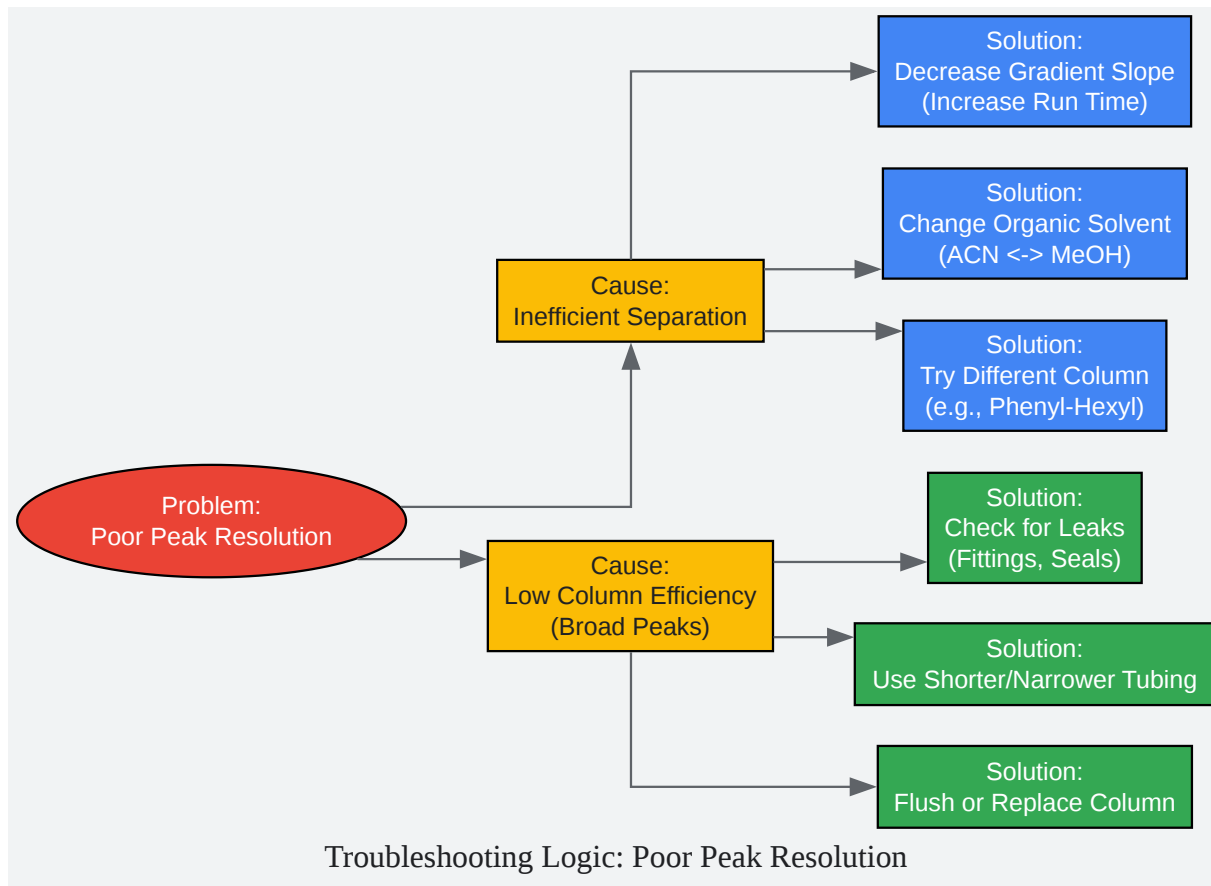 Solution:
Decrease Gradient Slope
(Increase Run Time)
Solution:
Change Organic Solvent
(ACN <-> MeOH)
Cause:
Inefficient Separation
Solution:
Try Different Column
(e.g., Phenyl-Hexyl)
Problem:
Poor Peak Resolution
Solution:
Check for Leaks
(Fittings, Seals)
Cause:
Low Column Efficiency
(Broad Peaks)
Solution:
Use Shorter/Narrower Tubing
Solution:
Flush or Replace Column
Troubleshooting Logic: Poor Peak Resolution